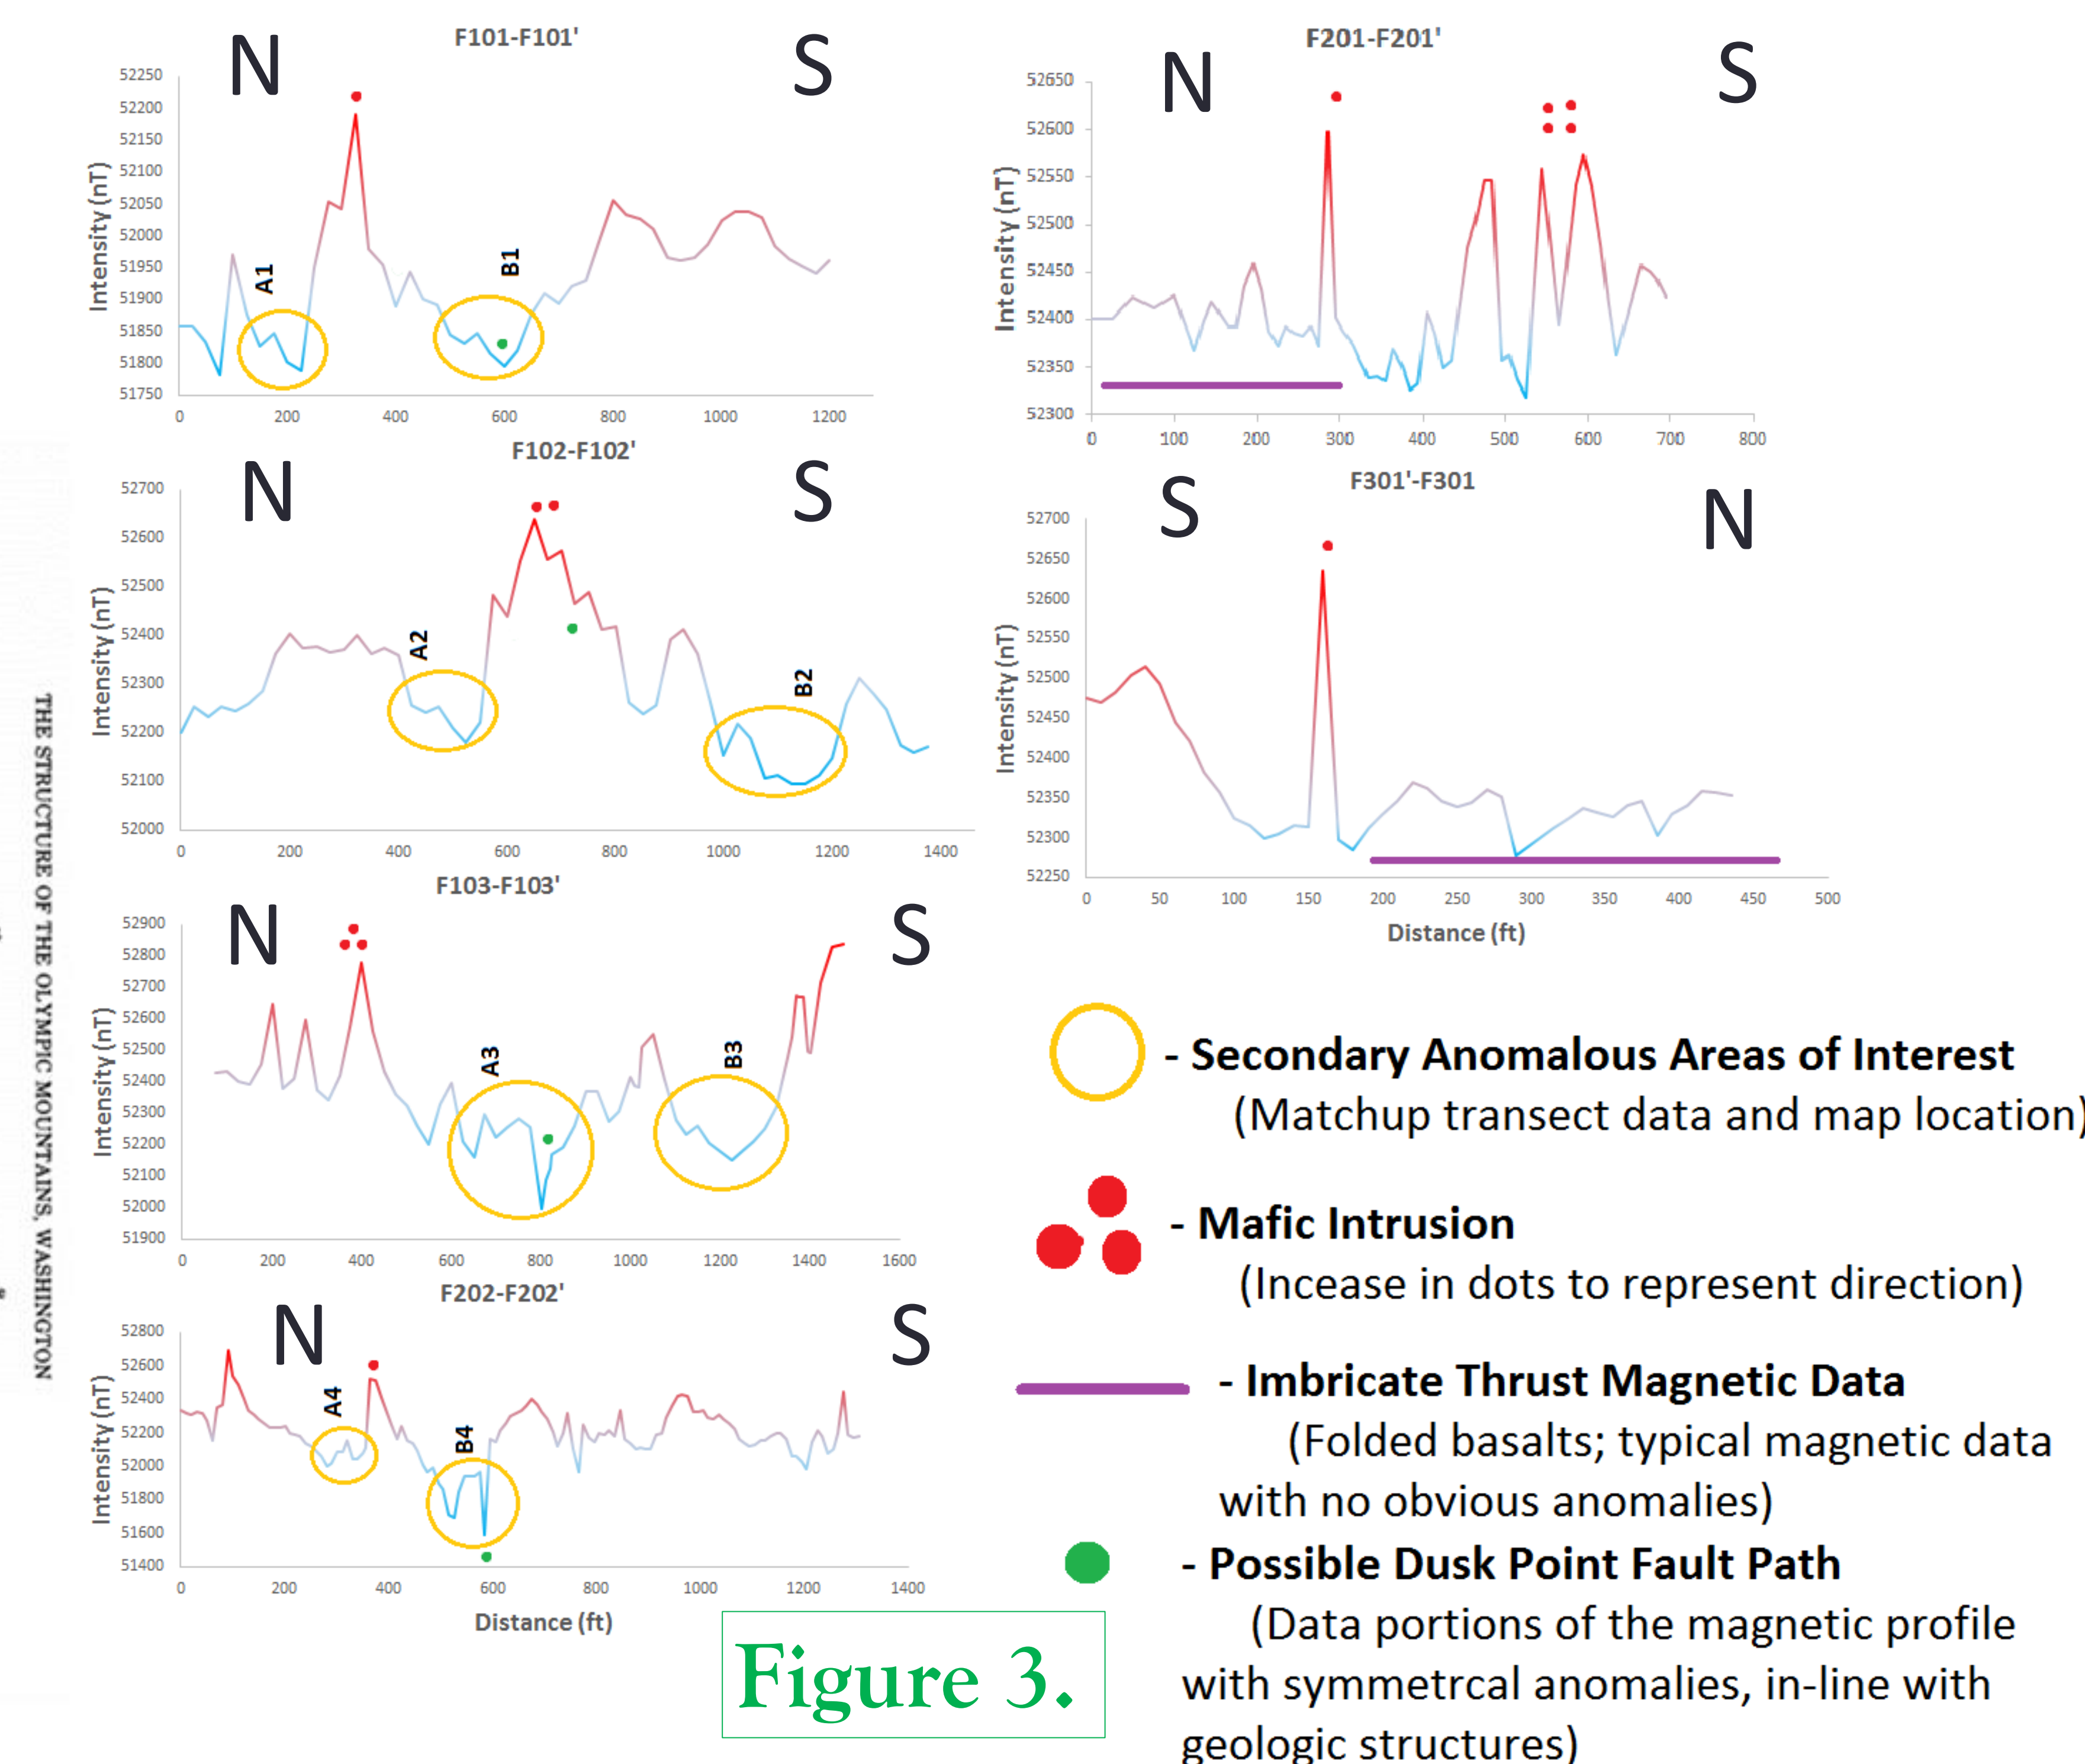 THE STRUCTURE OF THE OLYMPIC MOUNTAINS, WASHINGTON
F101-F101'
N
S
Intensity (nT)
52250
52200
52150
52100
52050
52000
51950
51900
51850
51800
51750
A1
B1
0 200 400 600 800 1000 1200
F102-F102'
N
S
Intensity (nT)
52700
52600
52500
52400
52300
52200
52100
52000
A2
B2
0 200 400 600 800 1000 1200 1400
F103-F103'
N
S
Intensity (nT)
52900
52800
52700
52600
52500
52400
52300
52200
52100
52000
51900
A3
B3
0 200 400 600 800 1000 1200 1400 1600
F202-F202'
N
S
Intensity (nT)
52800
52600
52400
52200
52000
51800
51600
51400
A4
B4
0 200 400 600 800 1000 1200 1400
Distance (ft)
F201-F201'
N
S
Intensity (nT)
52650
52600
52550
52500
52450
52400
52350
52300
0 100 200 300 400 500 600 700 800
F301'-F301
S
N
Intensity (nT)
52700
52650
52600
52550
52500
52450
52400
52350
52300
52250
0 50 100 150 200 250 300 350 400 450 500
Distance (ft)
- Secondary Anomalous Areas of Interest
(Matchup transect data and map location)
- Mafic Intrusion
(Incease in dots to represent direction)
- Imbricate Thrust Magnetic Data
(Folded basalts; typical magnetic data
with no obvious anomalies)
- Possible Dusk Point Fault Path
(Data portions of the magnetic profile
with symmetrcal anomalies, in-line with
geologic structures)
Figure 3.